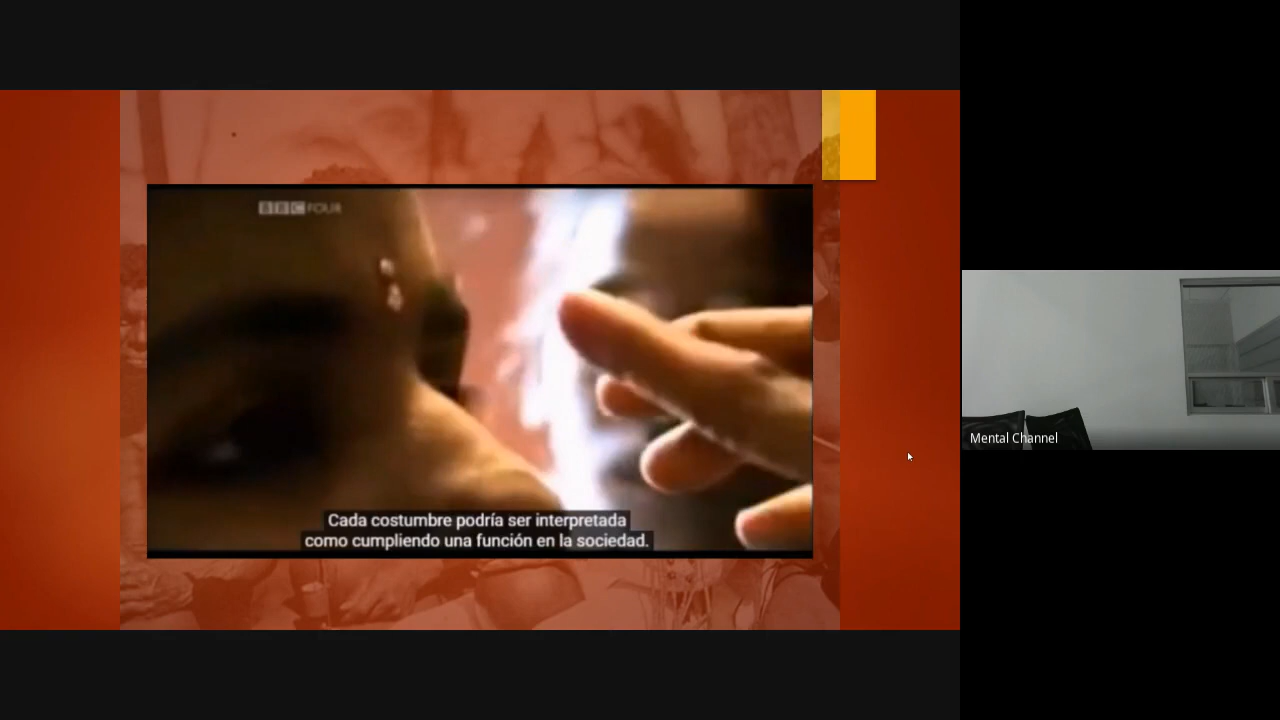 BBC FOUR
Cada costumbre podría ser interpretada
como cumpliendo una función en la sociedad.
Mental Channel